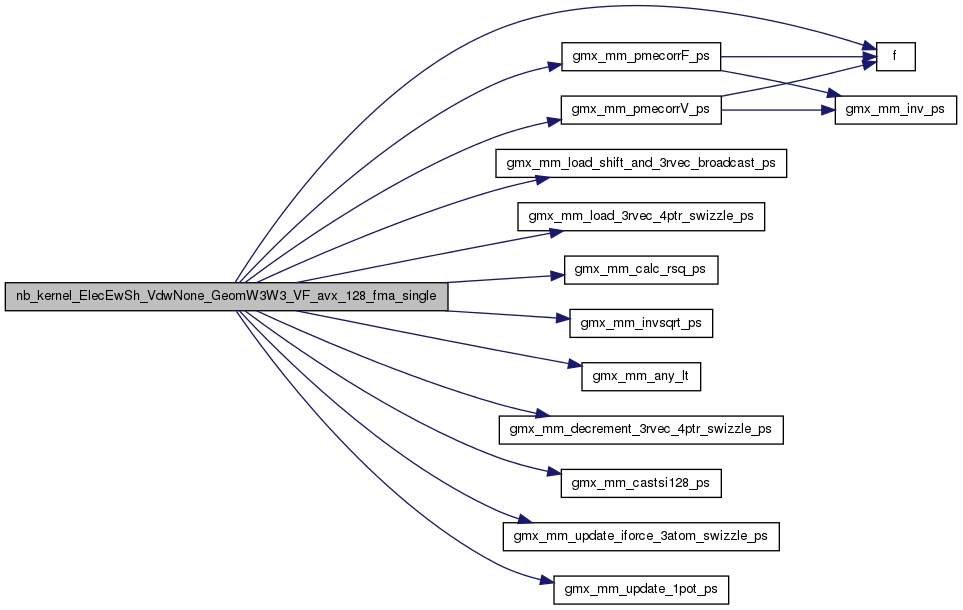 nb_kernel_ElecEwSh_VdwNone_GeomW3W3_VF_avx_128_fma_single
gmx_mm_pmecorrF_ps
f
gmx_mm_pmecorrV_ps
gmx_mm_inv_ps
gmx_mm_load_shift_and_3rvec_broadcast_ps
gmx_mm_load_3rvec_4ptr_swizzle_ps
gmx_mm_calc_rsq_ps
gmx_mm_invsqrt_ps
gmx_mm_any_lt
gmx_mm_decrement_3rvec_4ptr_swizzle_ps
gmx_mm_castsi128_ps
gmx_mm_update_iforce_3atom_swizzle_ps
gmx_mm_update_1pot_ps